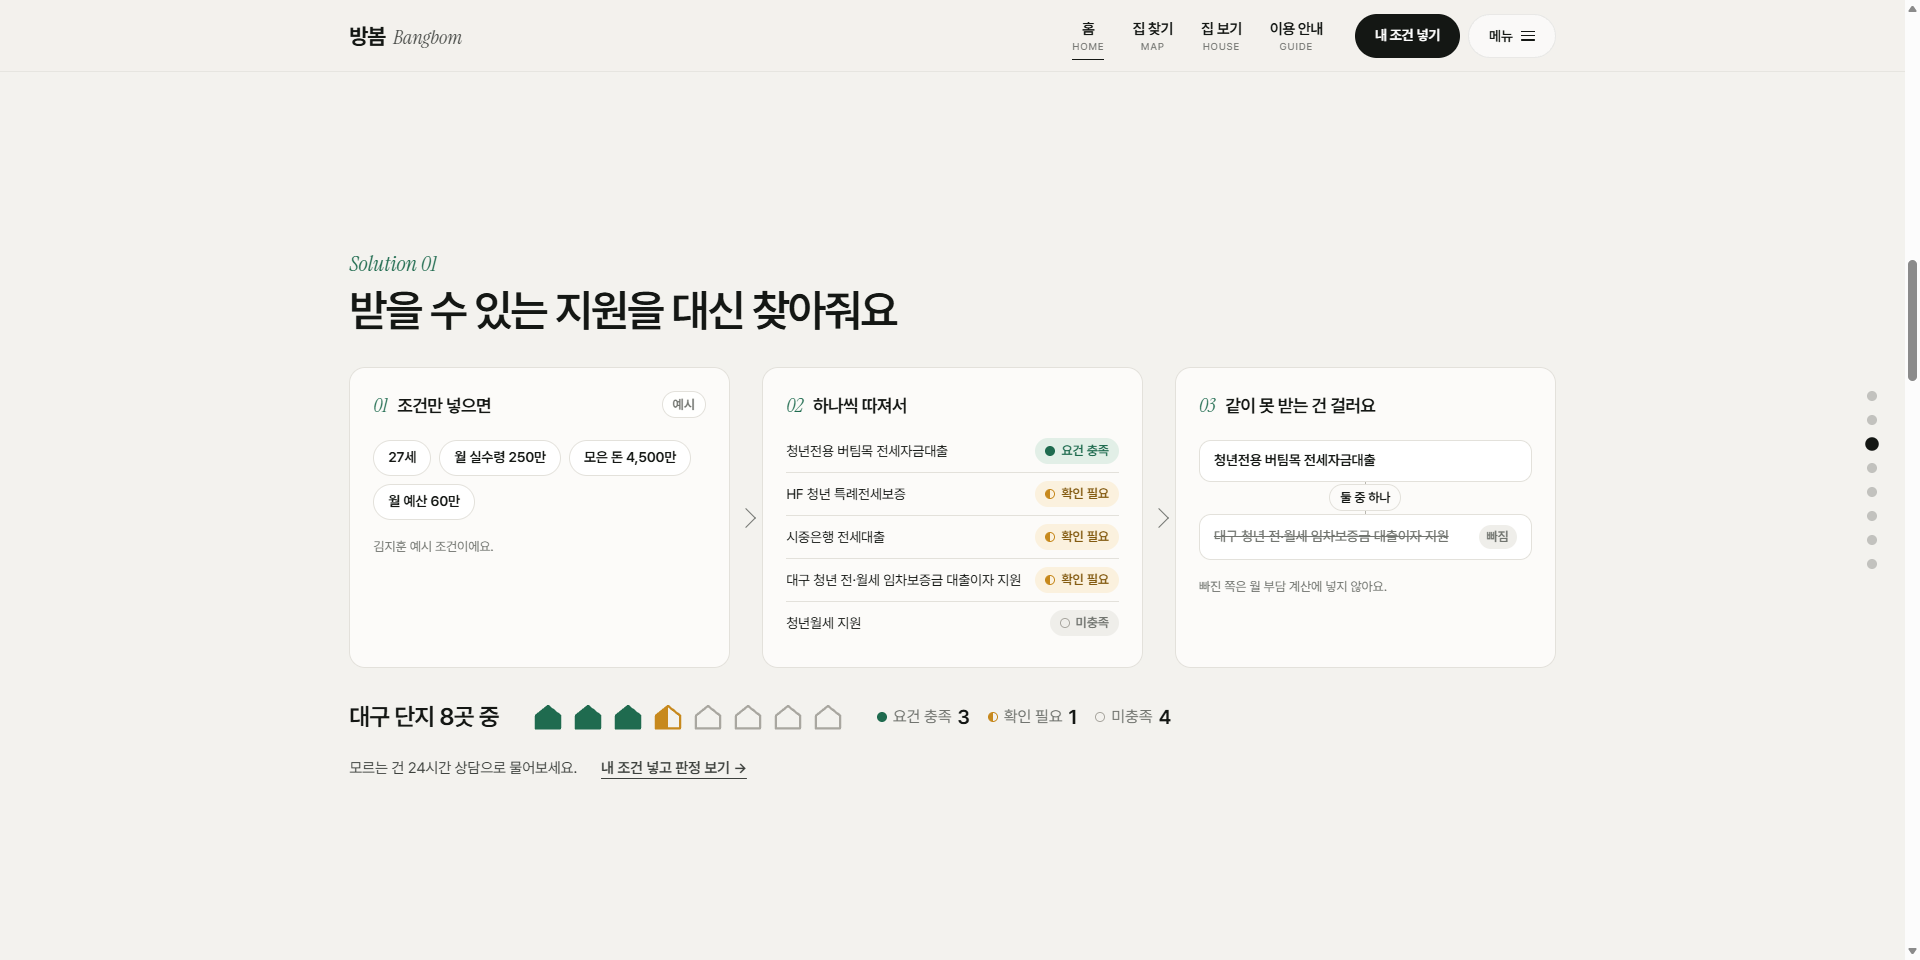 방봄 Bangbom
홈
HOME
집 찾기
MAP
집 보기
HOUSE
이용 안내
GUIDE
내 조건 넣기
메뉴
Solution 01
받을 수 있는 지원을 대신 찾아줘요
01 조건만 넣으면
예시
27세
월 실수령 250만
모은 돈 4,500만
월 예산 60만
김지훈 예시 조건이에요.
02 하나씩 따져서
청년전용 버팀목 전세자금대출 요건 충족
HF 청년 특례전세보증 확인 필요
시중은행 전세대출 확인 필요
대구 청년 전·월세 임차보증금 대출이자 지원 확인 필요
청년월세 지원 미충족
03 같이 못 받는 건 걸러요
청년전용 버팀목 전세자금대출
둘 중 하나
대구 청년 전·월세 임차보증금 대출이자 지원 빠짐
빠진 쪽은 월 부담 계산에 넣지 않아요.
대구 단지 8곳 중
요건 충족 3 확인 필요 1 미충족 4
모르는 건 24시간 상담으로 물어보세요. 내 조건 넣고 판정 보기 →